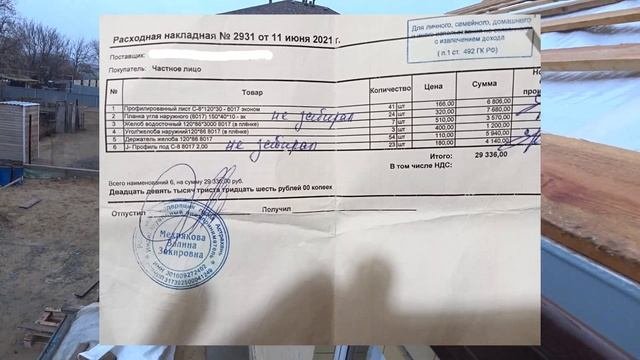 Расходная накладная № 2931 от 11 июня 2021 г.
Для личного, семейного, домашнего
с извлечением дохода
( п.1 ст. 492 ГК РФ)
Поставщик:
Покупатель: Частное лицо
№ Товар Количество Цена Сумма
1 Профилированный лист С-8*120*30 - 8017 эконом 41 шт 166,00 6 806,00
2 Планка угла наружного (8017) 150*40*10 - эк 24 320,00 7 680,00
не забирал
3 Желоб водосточный 120*86*3000 8017 (в плёнке) 510,00 3 570,00
4 Угол/желоба наружний120*86 8017 (в плёнке) 3 шт 400,00 1 200,00
5 Держатель желоба 120*86 8017 54 шт 110,00 5 940,00
6 J- Профиль под С-8 8017 2,00 23 шт 180,00 4 140,00
не забирал
Итого: 29 336,00
В том числе НДС:
Всего наименований 6, на сумму 29 336,00 руб.
Двадцать девять тысяч триста тридцать шесть рублей 00 копеек
Отпустил Получил
Мехрякова
Галина
Закировна